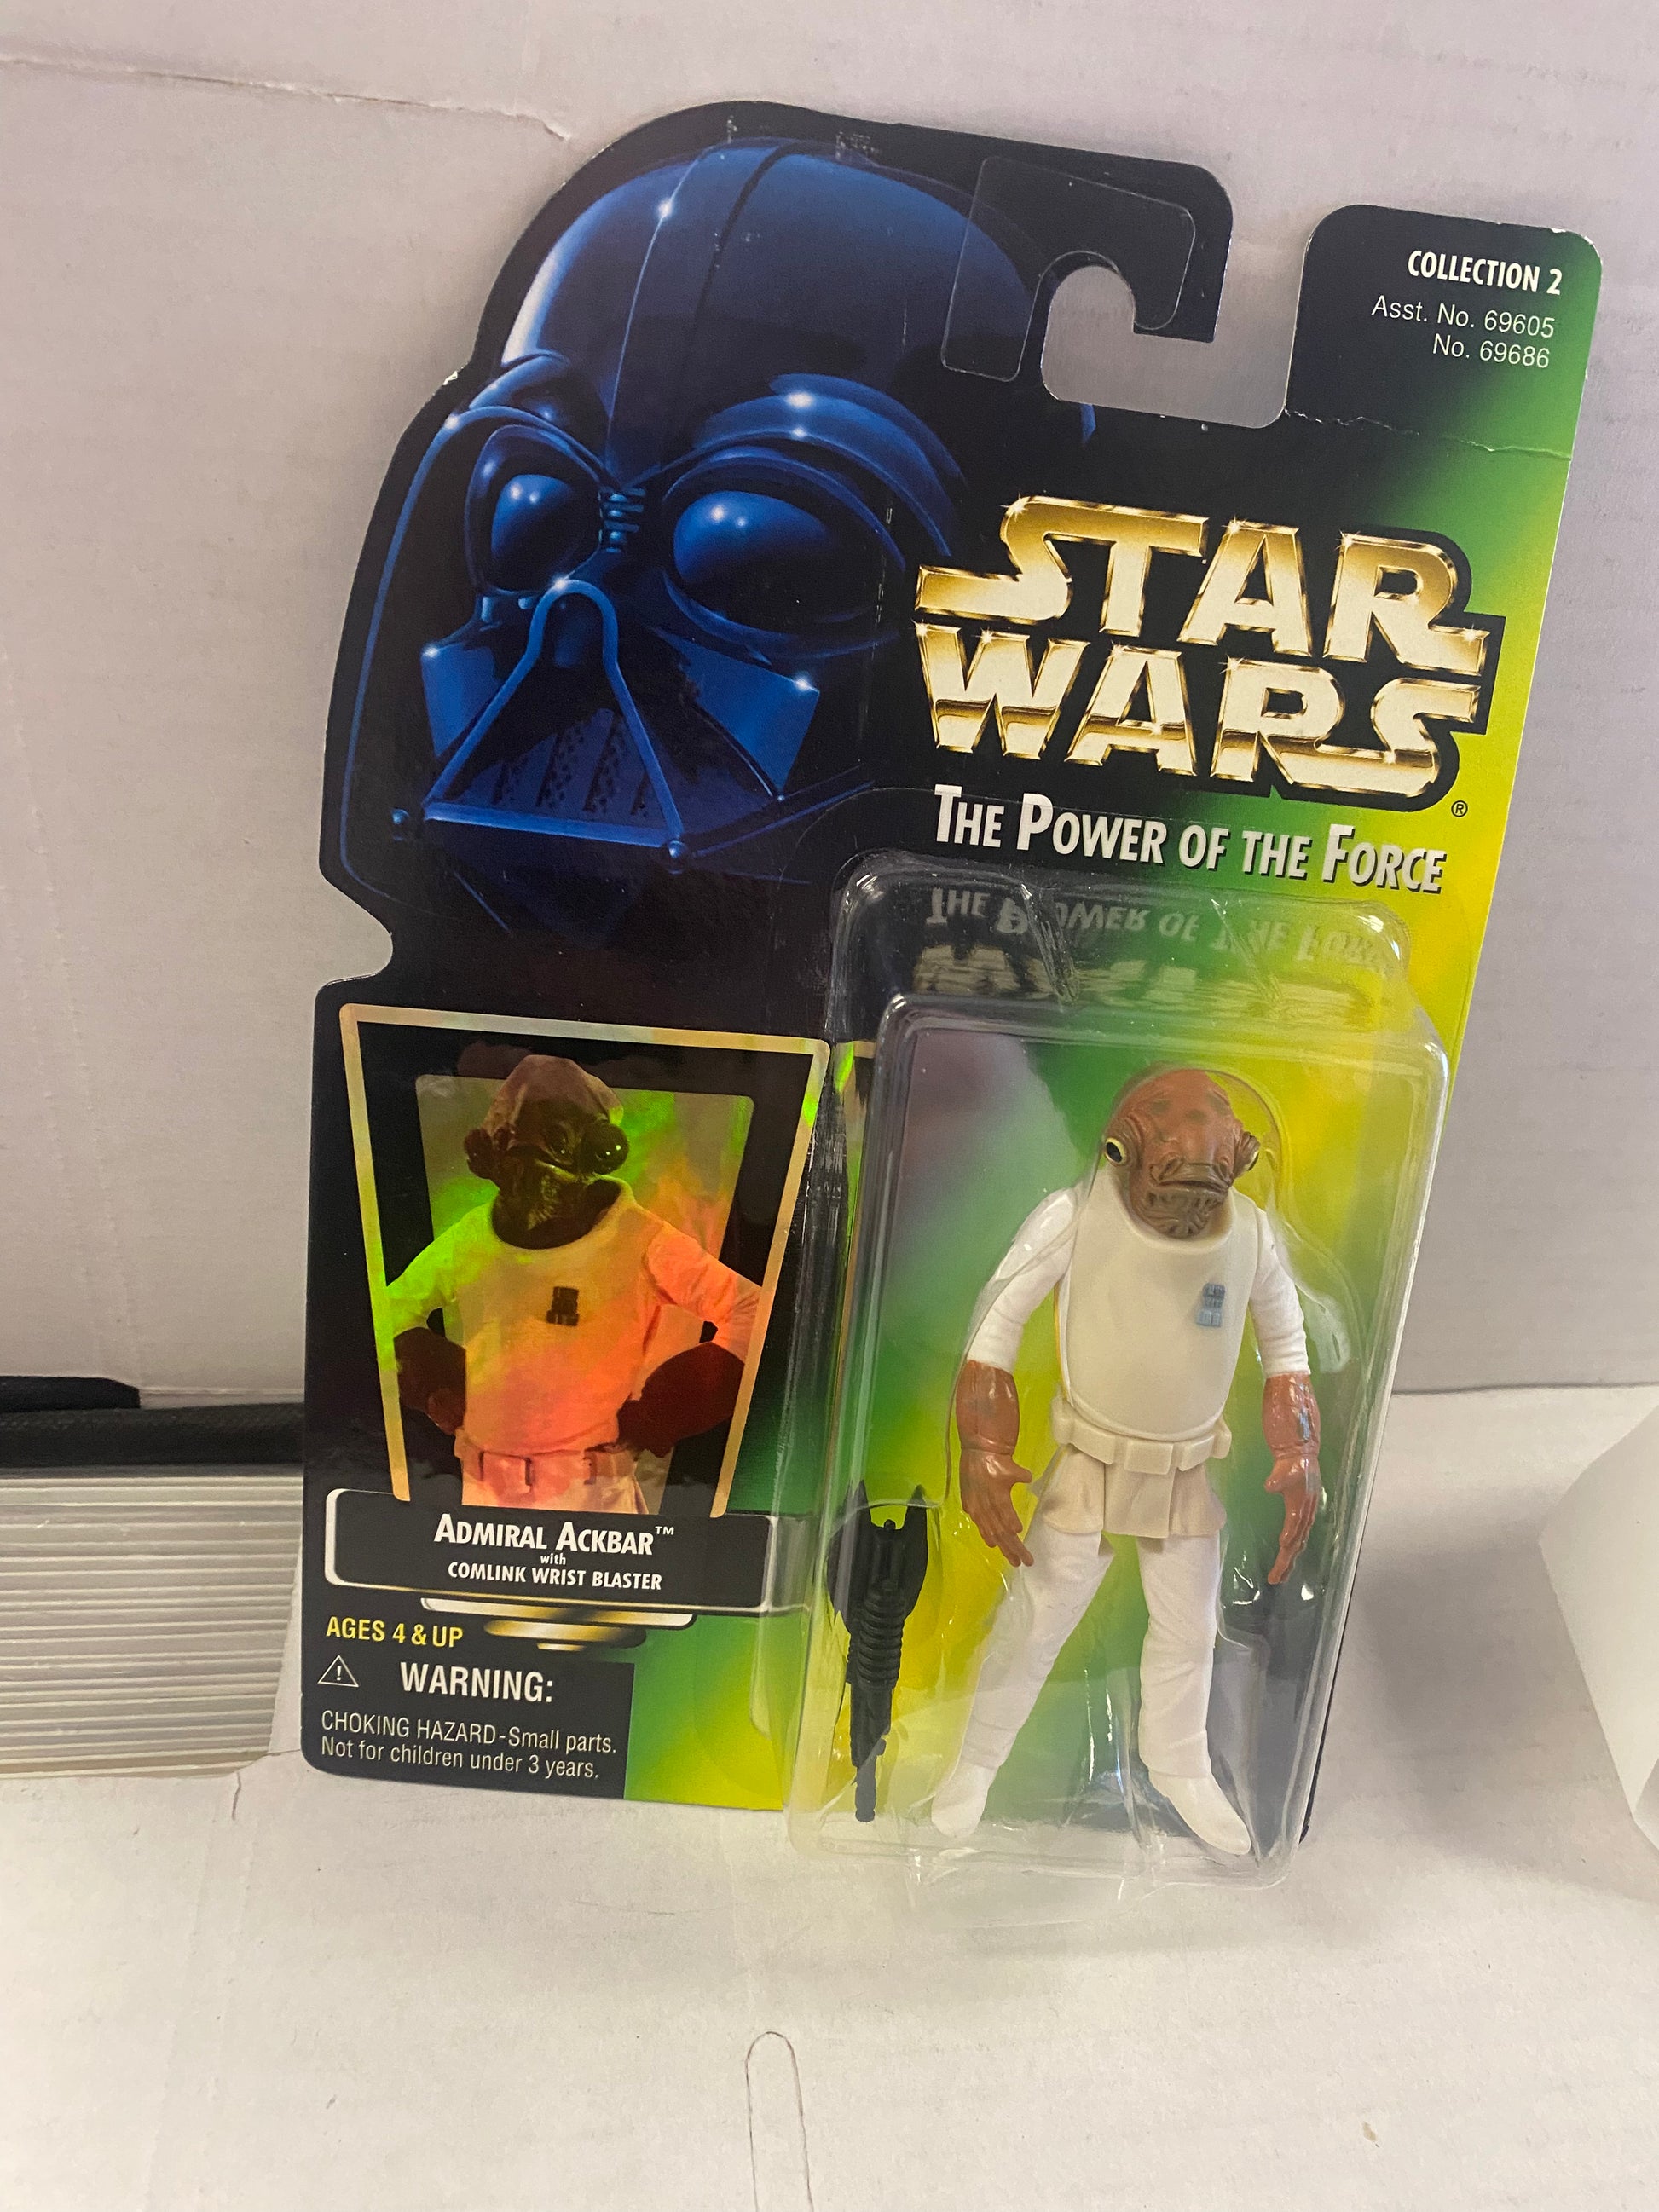 COLLECTION 2
Asst. No. 69605
No. 69686
STAR
WARS®
THE POWER OF THE FORCE
ADMIRAL ACKBAR™
with
COMLINK WRIST BLASTER
AGES 4 & UP
WARNING:
CHOKING HAZARD-Small parts.
Not for children under 3 years.